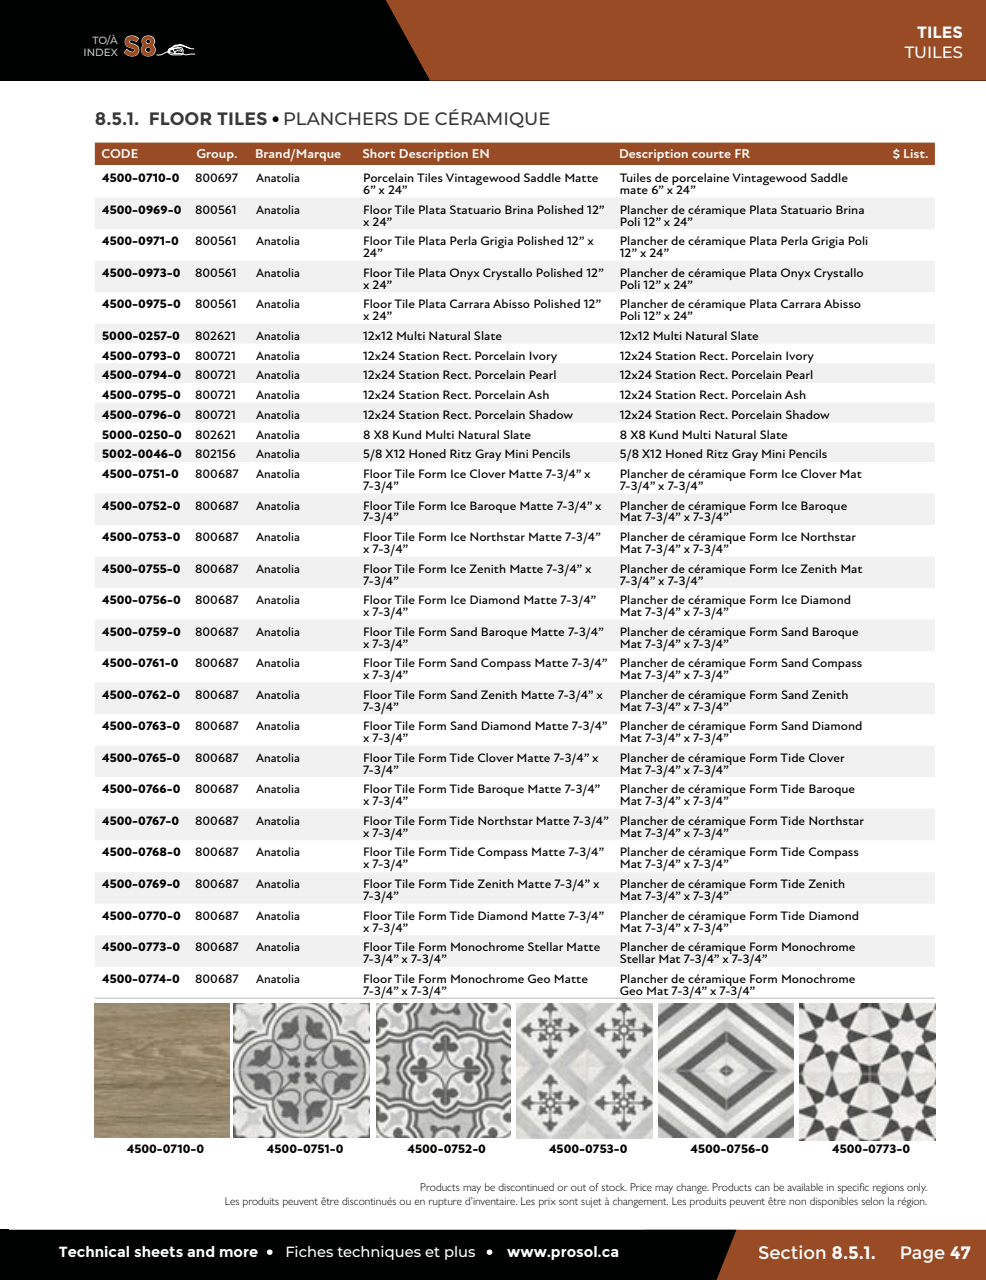 TO/À
INDEX S8
TILES
TUILES
8.5.1. FLOOR TILES • PLANCHERS DE CÉRAMIQUE
CODE Group. Brand/Marque Short Description EN Description courte FR $ List.
4500-0710-0 800697 Anatolia Porcelain Tiles Vintagewood Saddle Matte Tuiles de porcelaine Vintagewood Saddle
6” x 24” mate 6” x 24”
4500-0969-0 800561 Anatolia Floor Tile Plata Statuario Brina Polished 12” Plancher de céramique Plata Statuario Brina
x 24” Poli 12” x 24”
4500-0971-0 800561 Anatolia Floor Tile Plata Perla Grigia Polished 12” x Plancher de céramique Plata Perla Grigia Poli
24” 12” x 24”
4500-0973-0 800561 Anatolia Floor Tile Plata Onyx Crystallo Polished 12” Plancher de céramique Plata Onyx Crystallo
x 24” Poli 12” x 24”
4500-0975-0 800561 Anatolia Floor Tile Plata Carrara Abisso Polished 12” Plancher de céramique Plata Carrara Abisso
x 24” Poli 12” x 24”
5000-0257-0 802621 Anatolia 12x12 Multi Natural Slate 12x12 Multi Natural Slate
4500-0793-0 800721 Anatolia 12x24 Station Rect. Porcelain Ivory 12x24 Station Rect. Porcelain Ivory
4500-0794-0 800721 Anatolia 12x24 Station Rect. Porcelain Pearl 12x24 Station Rect. Porcelain Pearl
4500-0795-0 800721 Anatolia 12x24 Station Rect. Porcelain Ash 12x24 Station Rect. Porcelain Ash
4500-0796-0 800721 Anatolia 12x24 Station Rect. Porcelain Shadow 12x24 Station Rect. Porcelain Shadow
5000-0250-0 802621 Anatolia 8 X8 Kund Multi Natural Slate 8 X8 Kund Multi Natural Slate
5002-0046-0 802156 Anatolia 5/8 X12 Honed Ritz Gray Mini Pencils 5/8 X12 Honed Ritz Gray Mini Pencils
4500-0751-0 800687 Anatolia Floor Tile Form Ice Clover Matte 7-3/4” x Plancher de céramique Form Ice Clover Mat
7-3/4” 7-3/4” x 7-3/4”
4500-0752-0 800687 Anatolia Floor Tile Form Ice Baroque Matte 7-3/4” x Plancher de céramique Form Ice Baroque
7-3/4” Mat 7-3/4” x 7-3/4”
4500-0753-0 800687 Anatolia Floor Tile Form Ice Northstar Matte 7-3/4” Plancher de céramique Form Ice Northstar
x 7-3/4” Mat 7-3/4” x 7-3/4”
4500-0755-0 800687 Anatolia Floor Tile Form Ice Zenith Matte 7-3/4” x Plancher de céramique Form Ice Zenith Mat
7-3/4” 7-3/4” x 7-3/4”
4500-0756-0 800687 Anatolia Floor Tile Form Ice Diamond Matte 7-3/4” Plancher de céramique Form Ice Diamond
x 7-3/4” Mat 7-3/4” x 7-3/4”
4500-0759-0 800687 Anatolia Floor Tile Form Sand Baroque Matte 7-3/4” Plancher de céramique Form Sand Baroque
x 7-3/4” Mat 7-3/4” x 7-3/4”
4500-0761-0 800687 Anatolia Floor Tile Form Sand Compass Matte 7-3/4” Plancher de céramique Form Sand Compass
x 7-3/4” Mat 7-3/4” x 7-3/4”
4500-0762-0 800687 Anatolia Floor Tile Form Sand Zenith Matte 7-3/4” x Plancher de céramique Form Sand Zenith
7-3/4” Mat 7-3/4” x 7-3/4”
4500-0763-0 800687 Anatolia Floor Tile Form Sand Diamond Matte 7-3/4” Plancher de céramique Form Sand Diamond
x 7-3/4” Mat 7-3/4” x 7-3/4”
4500-0765-0 800687 Anatolia Floor Tile Form Tide Clover Matte 7-3/4” x Plancher de céramique Form Tide Clover
7-3/4” Mat 7-3/4” x 7-3/4”
4500-0766-0 800687 Anatolia Floor Tile Form Tide Baroque Matte 7-3/4” Plancher de céramique Form Tide Baroque
x 7-3/4” Mat 7-3/4” x 7-3/4”
4500-0767-0 800687 Anatolia Floor Tile Form Tide Northstar Matte 7-3/4” Plancher de céramique Form Tide Northstar
x 7-3/4” Mat 7-3/4” x 7-3/4”
4500-0768-0 800687 Anatolia Floor Tile Form Tide Compass Matte 7-3/4” Plancher de céramique Form Tide Compass
x 7-3/4” Mat 7-3/4” x 7-3/4”
4500-0769-0 800687 Anatolia Floor Tile Form Tide Zenith Matte 7-3/4” x Plancher de céramique Form Tide Zenith
7-3/4” Mat 7-3/4” x 7-3/4”
4500-0770-0 800687 Anatolia Floor Tile Form Tide Diamond Matte 7-3/4” Plancher de céramique Form Tide Diamond
x 7-3/4” Mat 7-3/4” x 7-3/4”
4500-0773-0 800687 Anatolia Floor Tile Form Monochrome Stellar Matte Plancher de céramique Form Monochrome
7-3/4” x 7-3/4” Stellar Mat 7-3/4” x 7-3/4”
4500-0774-0 800687 Anatolia Floor Tile Form Monochrome Geo Matte Plancher de céramique Form Monochrome
7-3/4” x 7-3/4” Geo Mat 7-3/4” x 7-3/4”
4500-0710-0 4500-0751-0 4500-0752-0 4500-0753-0 4500-0756-0 4500-0773-0
Products may be discontinued or out of stock. Price may change. Products can be available in specific regions only.
Les produits peuvent être discontinués ou en rupture d’inventaire. Les prix sont sujet à changement. Les produits peuvent être non disponibles selon la région.
Technical sheets and more • Fiches techniques et plus • www.prosol.ca Section 8.5.1. Page 47